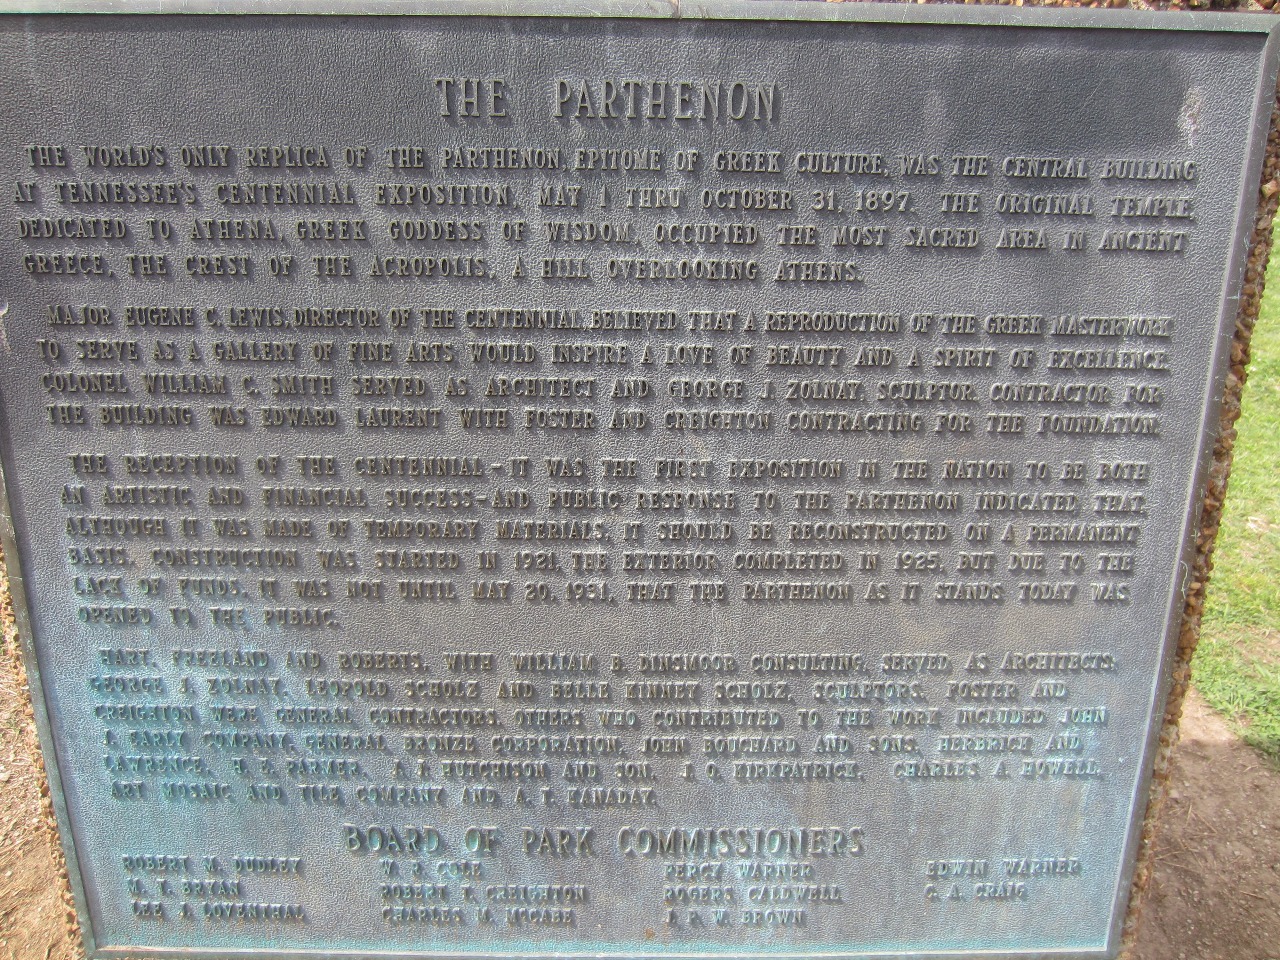 THE PARTHENON
THE WORLD'S ONLY REPLICA OF THE PARTHENON, EPITOME OF GREEK CULTURE, WAS THE CENTRAL BUILDING
AT TENNESSEE'S CENTENNIAL EXPOSITION, MAY 1 THRU OCTOBER 31, 1897. THE ORIGINAL TEMPLE,
DEDICATED TO ATHENA, GREEK GODDESS OF WISDOM, OCCUPIED THE MOST SACRED AREA IN ANCIENT
GREECE, THE CREST OF THE ACROPOLIS, A HILL OVERLOOKING ATHENS.
MAJOR EUGENE C. LEWIS, DIRECTOR OF THE CENTENNIAL, BELIEVED THAT A REPRODUCTION OF THE GREEK MASTERWORK
TO SERVE AS A GALLERY OF FINE ARTS WOULD INSPIRE A LOVE OF BEAUTY AND A SPIRIT OF EXCELLENCE.
COLONEL WILLIAM C. SMITH SERVED AS ARCHITECT AND GEORGE J. ZOLNAY, SCULPTOR. CONTRACTOR FOR
THE BUILDING WAS EDWARD LAURENT WITH FOSTER AND CREIGHTON CONTRACTING FOR THE FOUNDATION.
THE RECEPTION OF THE CENTENNIAL - IT WAS THE FIRST EXPOSITION IN THE NATION TO BE BOTH
AN ARTISTIC AND FINANCIAL SUCCESS - AND PUBLIC RESPONSE TO THE PARTHENON INDICATED THAT,
ALTHOUGH IT WAS MADE OF TEMPORARY MATERIALS, IT SHOULD BE RECONSTRUCTED ON A PERMANENT
BASIS. CONSTRUCTION WAS STARTED IN 1921, THE EXTERIOR COMPLETED IN 1925, BUT DUE TO THE
LACK OF FUNDS, IT WAS NOT UNTIL MAY 20, 1931, THAT THE PARTHENON AS IT STANDS TODAY WAS
OPENED TO THE PUBLIC.
HART, FREELAND AND ROBERTS, WITH WILLIAM B. DINSMOOR CONSULTING, SERVED AS ARCHITECTS.
GEORGE J. ZOLNAY, LEOPOLD SCHOLZ AND BELLE KINNEY SCHOLZ, SCULPTORS. FOSTER AND
CREIGHTON WERE GENERAL CONTRACTORS. OTHERS WHO CONTRIBUTED TO THE WORK INCLUDED JOHN
J. EARLY COMPANY, GENERAL BRONZE CORPORATION, JOHN BOUCHARD AND SONS, HERBRICH AND
LAWRENCE, H. E. PARMER, A. J. HUTCHISON AND SON, J. O. KIRKPATRICK, CHARLES A. HOWELL,
ART MOSAIC AND TILE COMPANY AND A. T. KANADAY.
BOARD OF PARK COMMISSIONERS
ROBERT M. DUDLEY W. R. COLE PERCY WARNER EDWIN WARNER
M. T. BRYAN ROBERT T. CREIGHTON ROGERS CALDWELL C. A. CRAIG
LEE J. LOVENTHAL CHARLES M. McCABE J. P. W. BROWN